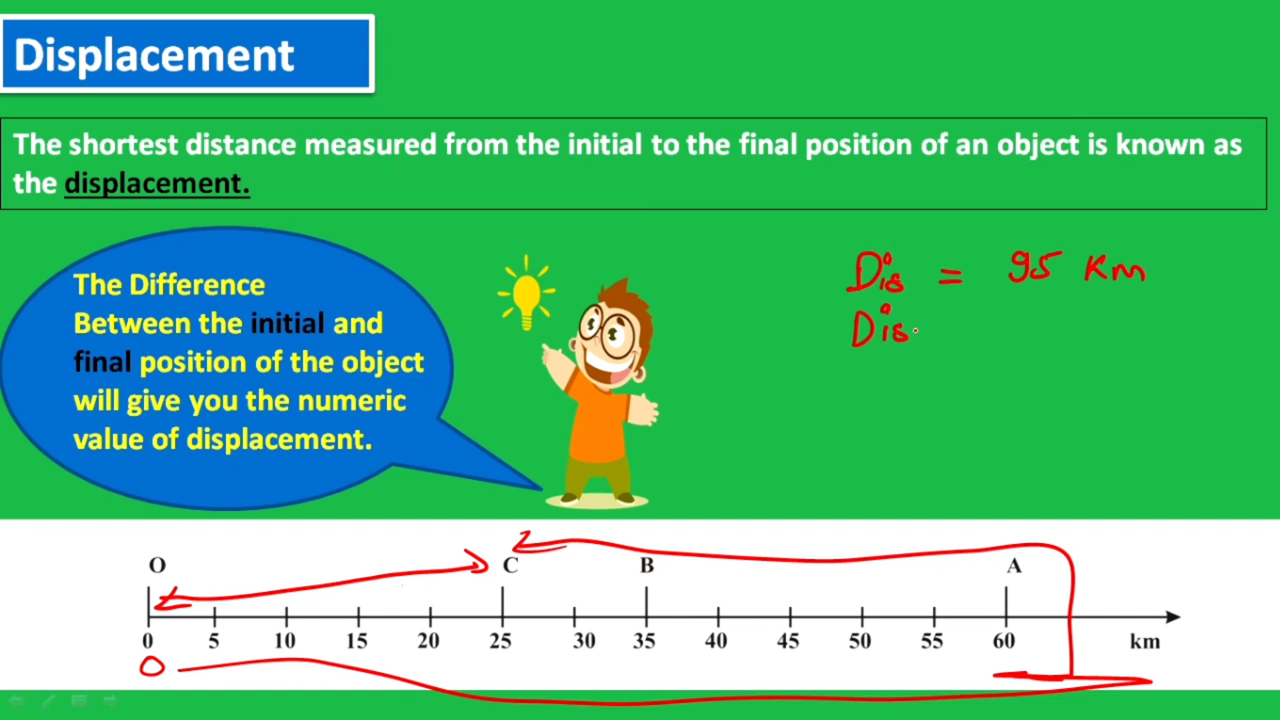 Displacement
The shortest distance measured from the initial to the final position of an object is known as
the displacement.
The Difference
Between the initial and
final position of the object
will give you the numeric
value of displacement.
Dis = 95 Km
Dis
O C B A
0 5 10 15 20 25 30 35 40 45 50 55 60 km
O